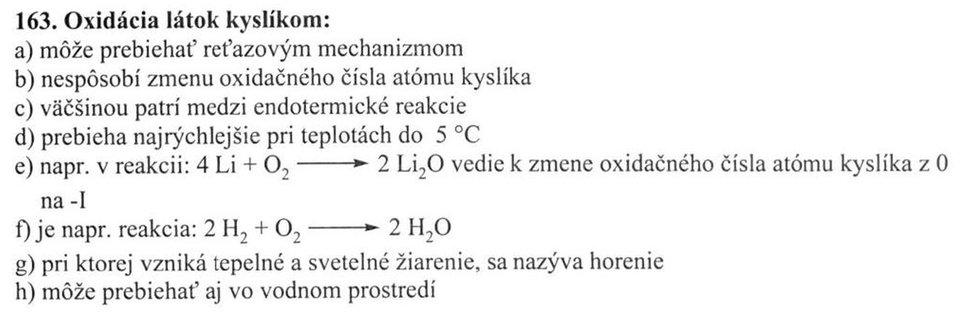 163. Oxidácia látok kyslíkom:
a) môže prebiehať reťazovým mechanizmom
b) nespôsobí zmenu oxidačného čísla atómu kyslíka
c) väčšinou patrí medzi endotermické reakcie
d) prebieha najrýchlejšie pri teplotách do 5 °C
e) napr. v reakcii: 4 Li + O₂ ⟶ 2 Li₂O vedie k zmene oxidačného čísla atómu kyslíka z 0
na -I
f) je napr. reakcia: 2 H₂ + O₂ ⟶ 2 H₂O
g) pri ktorej vzniká tepelné a svetelné žiarenie, sa nazýva horenie
h) môže prebiehať aj vo vodnom prostredí